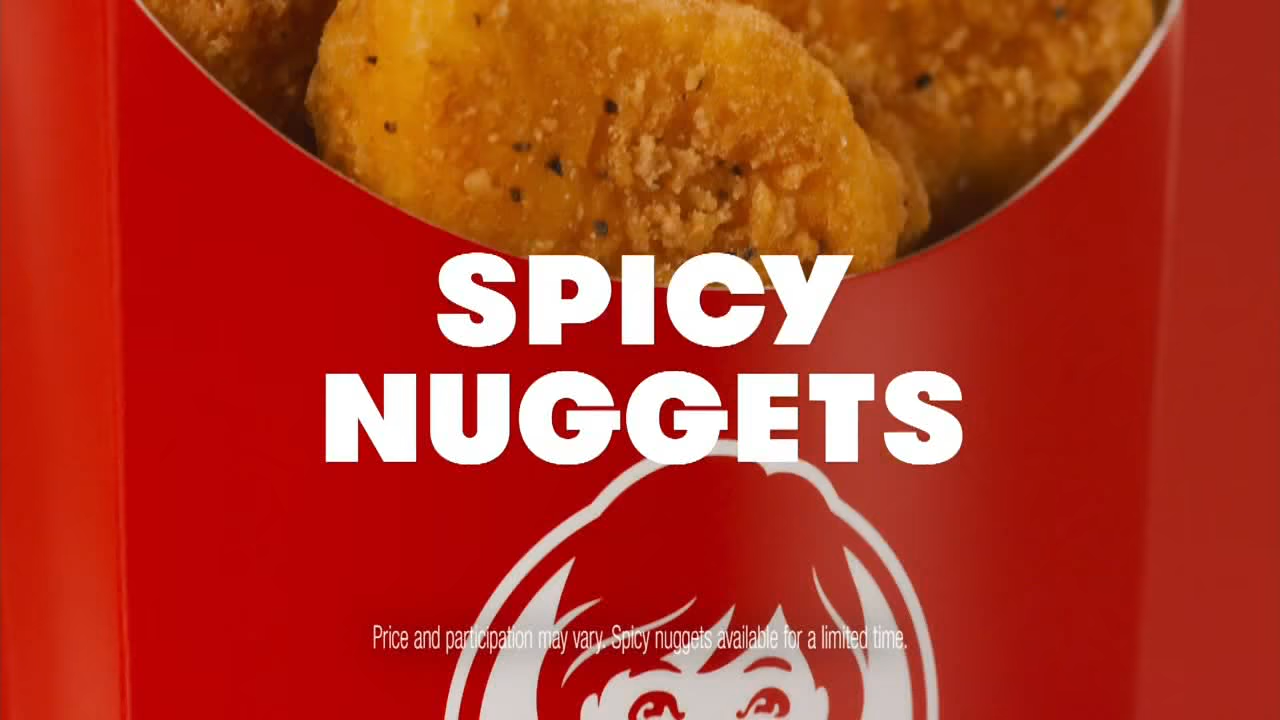 SPICY
NUGGETS
Price and participation may vary. Spicy nuggets available for a limited time.